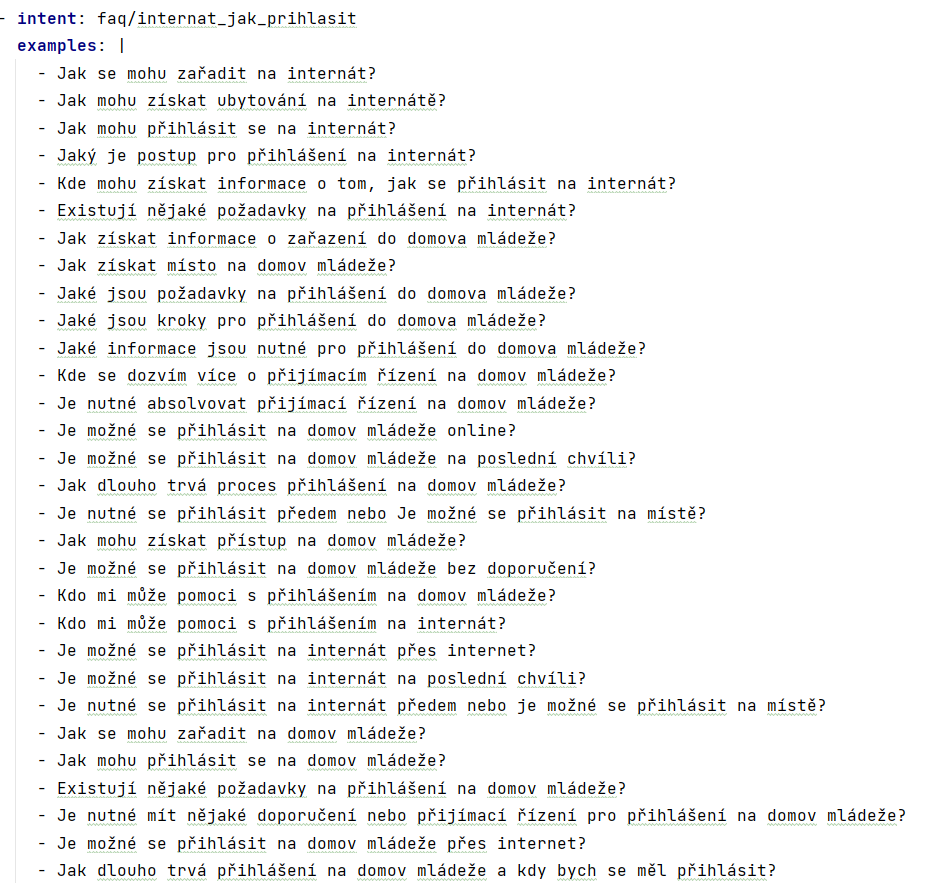 - intent: faq/internat_jak_prihlasit
examples: |
- Jak se mohu zařadit na internát?
- Jak mohu získat ubytování na internátě?
- Jak mohu přihlásit se na internát?
- Jaký je postup pro přihlášení na internát?
- Kde mohu získat informace o tom, jak se přihlásit na internát?
- Existují nějaké požadavky na přihlášení na internát?
- Jak získat informace o zařazení do domova mládeže?
- Jak získat místo na domov mládeže?
- Jaké jsou požadavky na přihlášení do domova mládeže?
- Jaké jsou kroky pro přihlášení do domova mládeže?
- Jaké informace jsou nutné pro přihlášení do domova mládeže?
- Kde se dozvím více o přijímacím řízení na domov mládeže?
- Je nutné absolvovat přijímací řízení na domov mládeže?
- Je možné se přihlásit na domov mládeže online?
- Je možné se přihlásit na domov mládeže na poslední chvíli?
- Jak dlouho trvá proces přihlášení na domov mládeže?
- Je nutné se přihlásit předem nebo Je možné se přihlásit na místě?
- Jak mohu získat přístup na domov mládeže?
- Je možné se přihlásit na domov mládeže bez doporučení?
- Kdo mi může pomoci s přihlášením na domov mládeže?
- Kdo mi může pomoci s přihlášením na internát?
- Je možné se přihlásit na internát přes internet?
- Je možné se přihlásit na internát na poslední chvíli?
- Je nutné se přihlásit na internát předem nebo je možné se přihlásit na místě?
- Jak se mohu zařadit na domov mládeže?
- Jak mohu přihlásit se na domov mládeže?
- Existují nějaké požadavky na přihlášení na domov mládeže?
- Je nutné mít nějaké doporučení nebo přijímací řízení pro přihlášení na domov mládeže?
- Je možné se přihlásit na domov mládeže přes internet?
- Jak dlouho trvá přihlášení na domov mládeže a kdy bych se měl přihlásit?